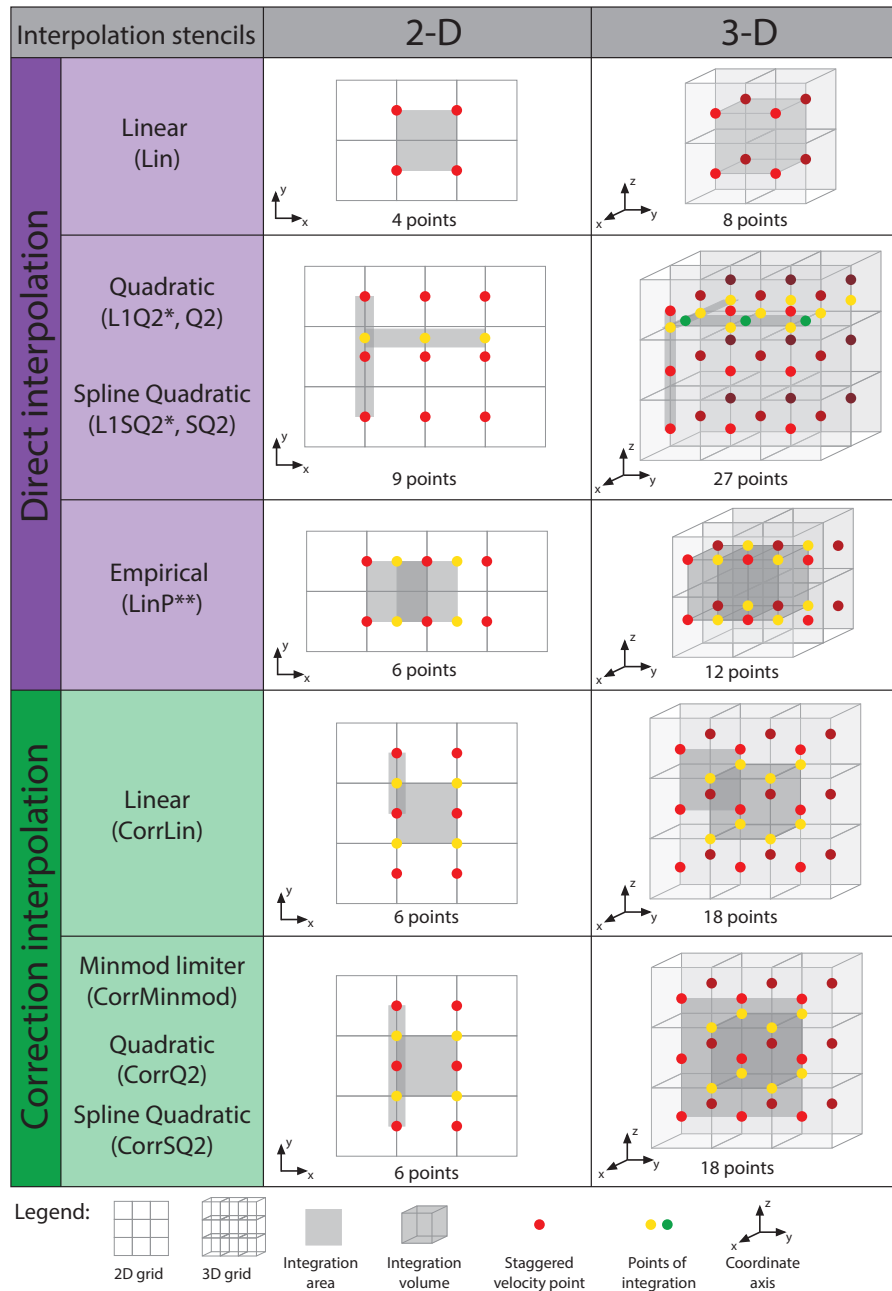 Interpolation stencils
2-D
3-D
Direct interpolation
Linear
(Lin)
y
x
4 points
z
x
y
8 points
Quadratic
(L1Q2*, Q2)
Spline Quadratic
(L1SQ2*, SQ2)
y
x
9 points
z
x
y
27 points
Empirical
(LinP**)
y
x
6 points
z
x
y
12 points
Correction interpolation
Linear
(CorrLin)
y
x
6 points
z
x
y
18 points
Minmod limiter
(CorrMinmod)
Quadratic
(CorrQ2)
Spline Quadratic
(CorrSQ2)
y
x
6 points
z
x
y
18 points
Legend:
2D grid
3D grid
Integration
area
Integration
volume
Staggered
velocity point
Points of
integration
z
x
y
Coordinate
axis